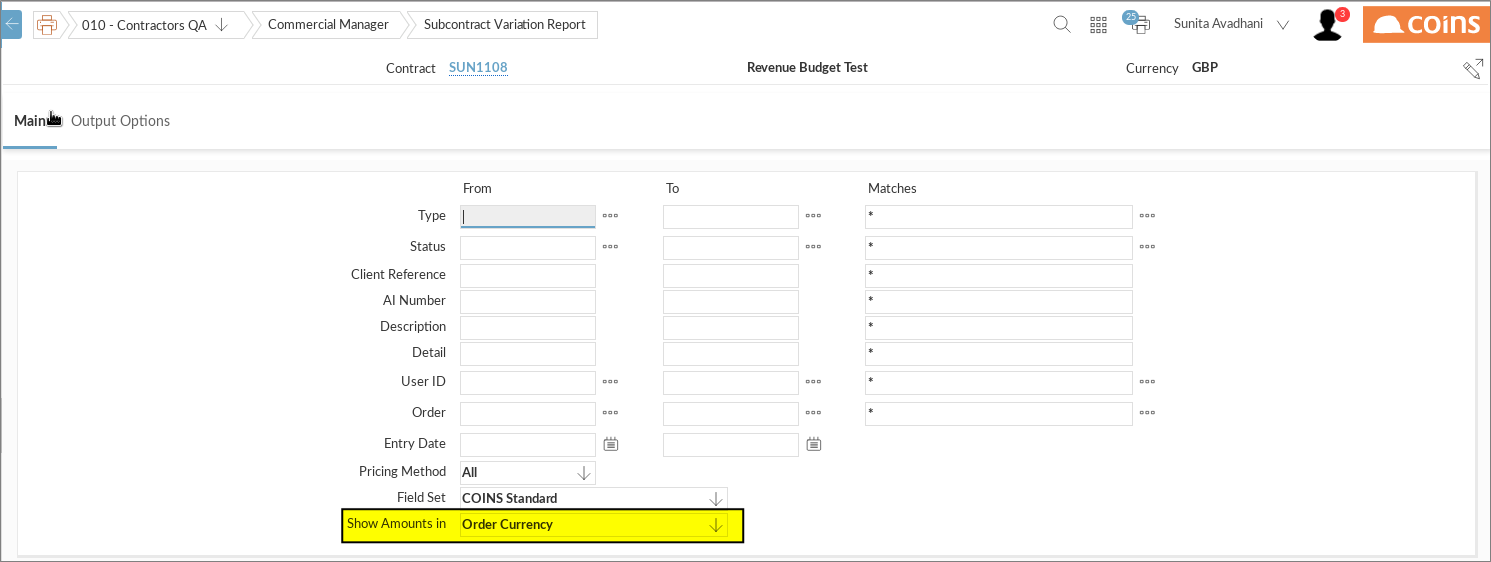 010 - Contractors QA Commercial Manager Subcontract Variation Report 25 Sunita Avadhani 3 coins
Contract SUN1108 Revenue Budget Test Currency GBP
Main Output Options
From To Matches
Type *
Status *
Client Reference *
AI Number *
Description *
Detail *
User ID *
Order *
Entry Date
Pricing Method All
Field Set COINS Standard
Show Amounts in Order Currency